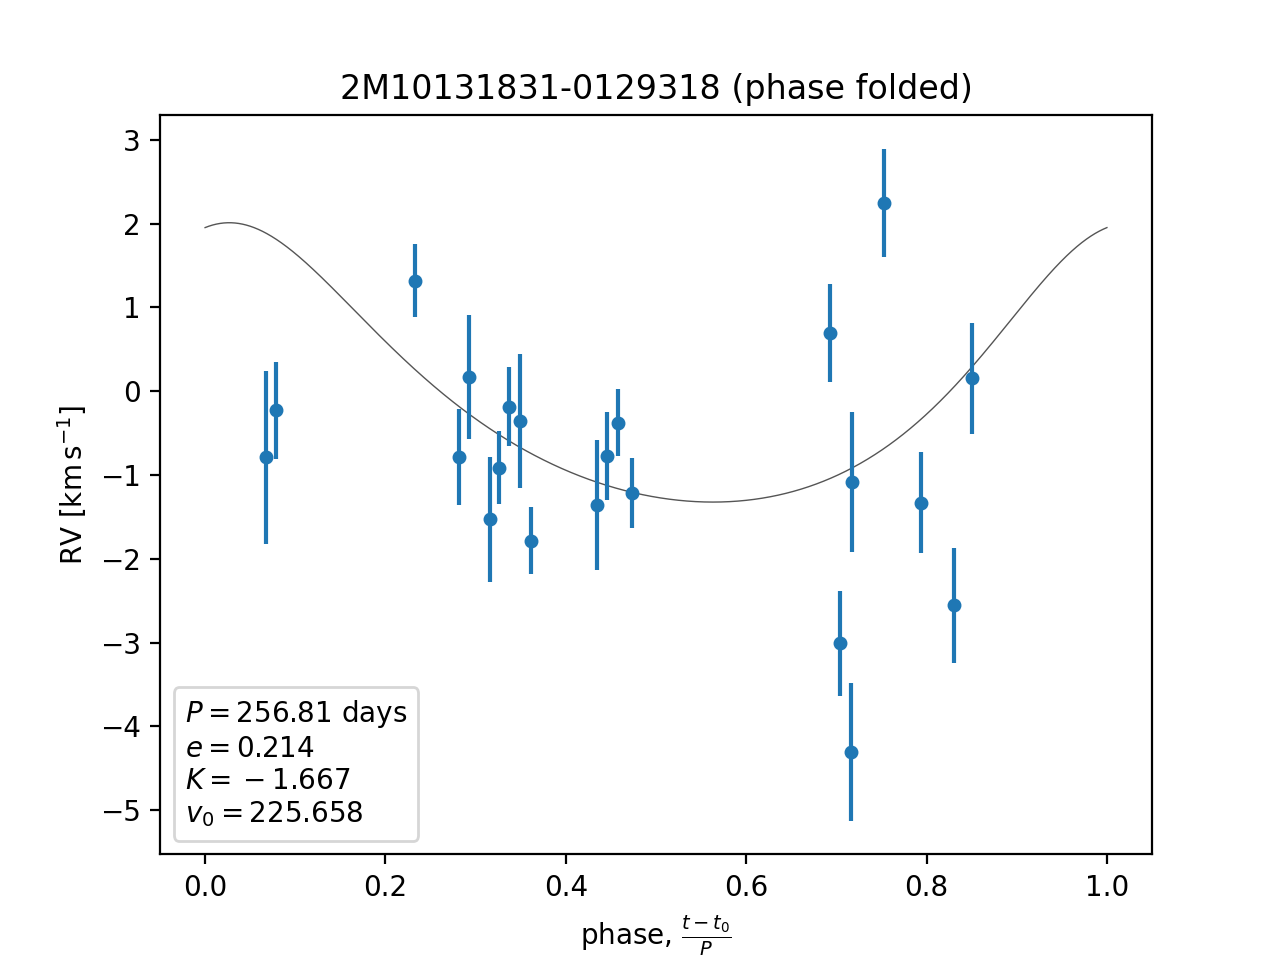 2M10131831-0129318 (phase folded)
3
2
1
0
−1
−2
−3
−4
−5
RV [km s⁻¹]
P = 256.81 days
e = 0.214
K = −1.667
v₀ = 225.658
0.0 0.2 0.4 0.6 0.8 1.0
phase, (t − t₀)/P